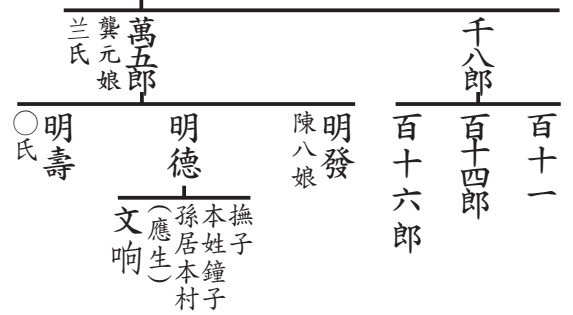 千八郎
萬五郎
龔元娘
兰氏
百十一
百十四郎
百十六郎
明發
陳八娘
明德
明壽
〇氏
撫子
本姓鐘子
孫居本村
(應生)
文响